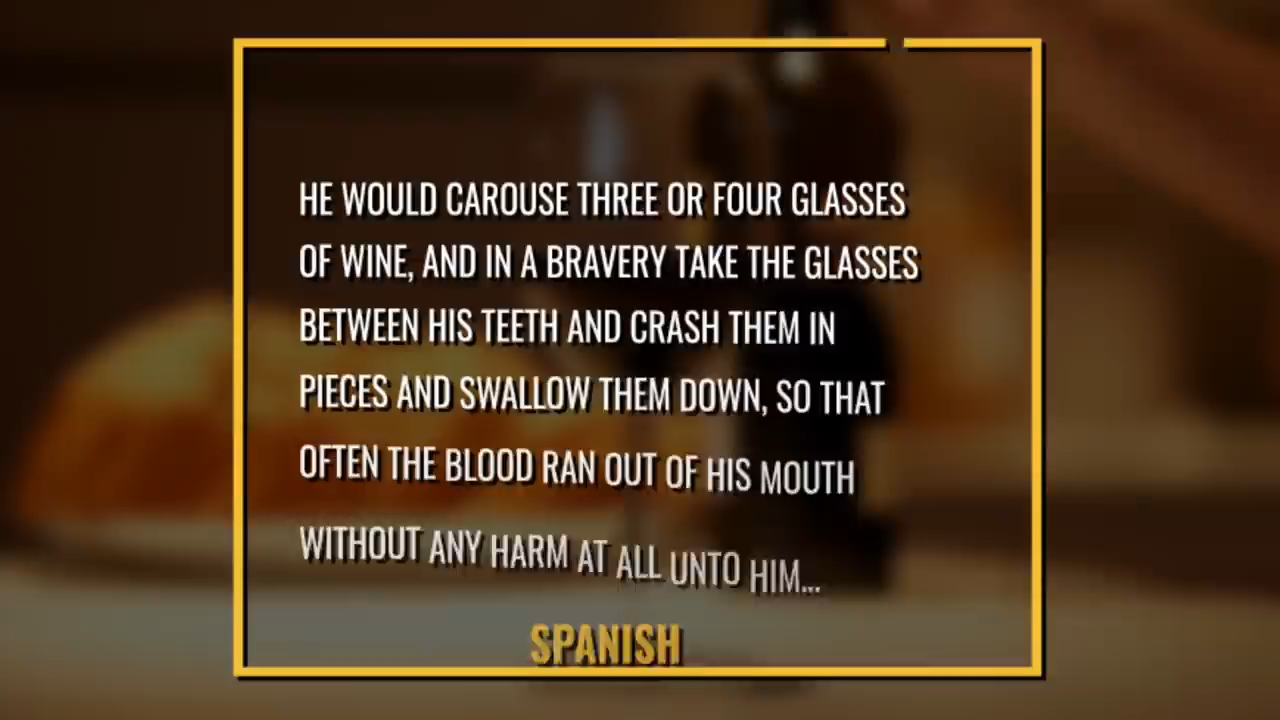 HE WOULD CAROUSE THREE OR FOUR GLASSES
OF WINE, AND IN A BRAVERY TAKE THE GLASSES
BETWEEN HIS TEETH AND CRASH THEM IN
PIECES AND SWALLOW THEM DOWN, SO THAT
OFTEN THE BLOOD RAN OUT OF HIS MOUTH
WITHOUT ANY HARM AT ALL UNTO HIM...
SPANISH